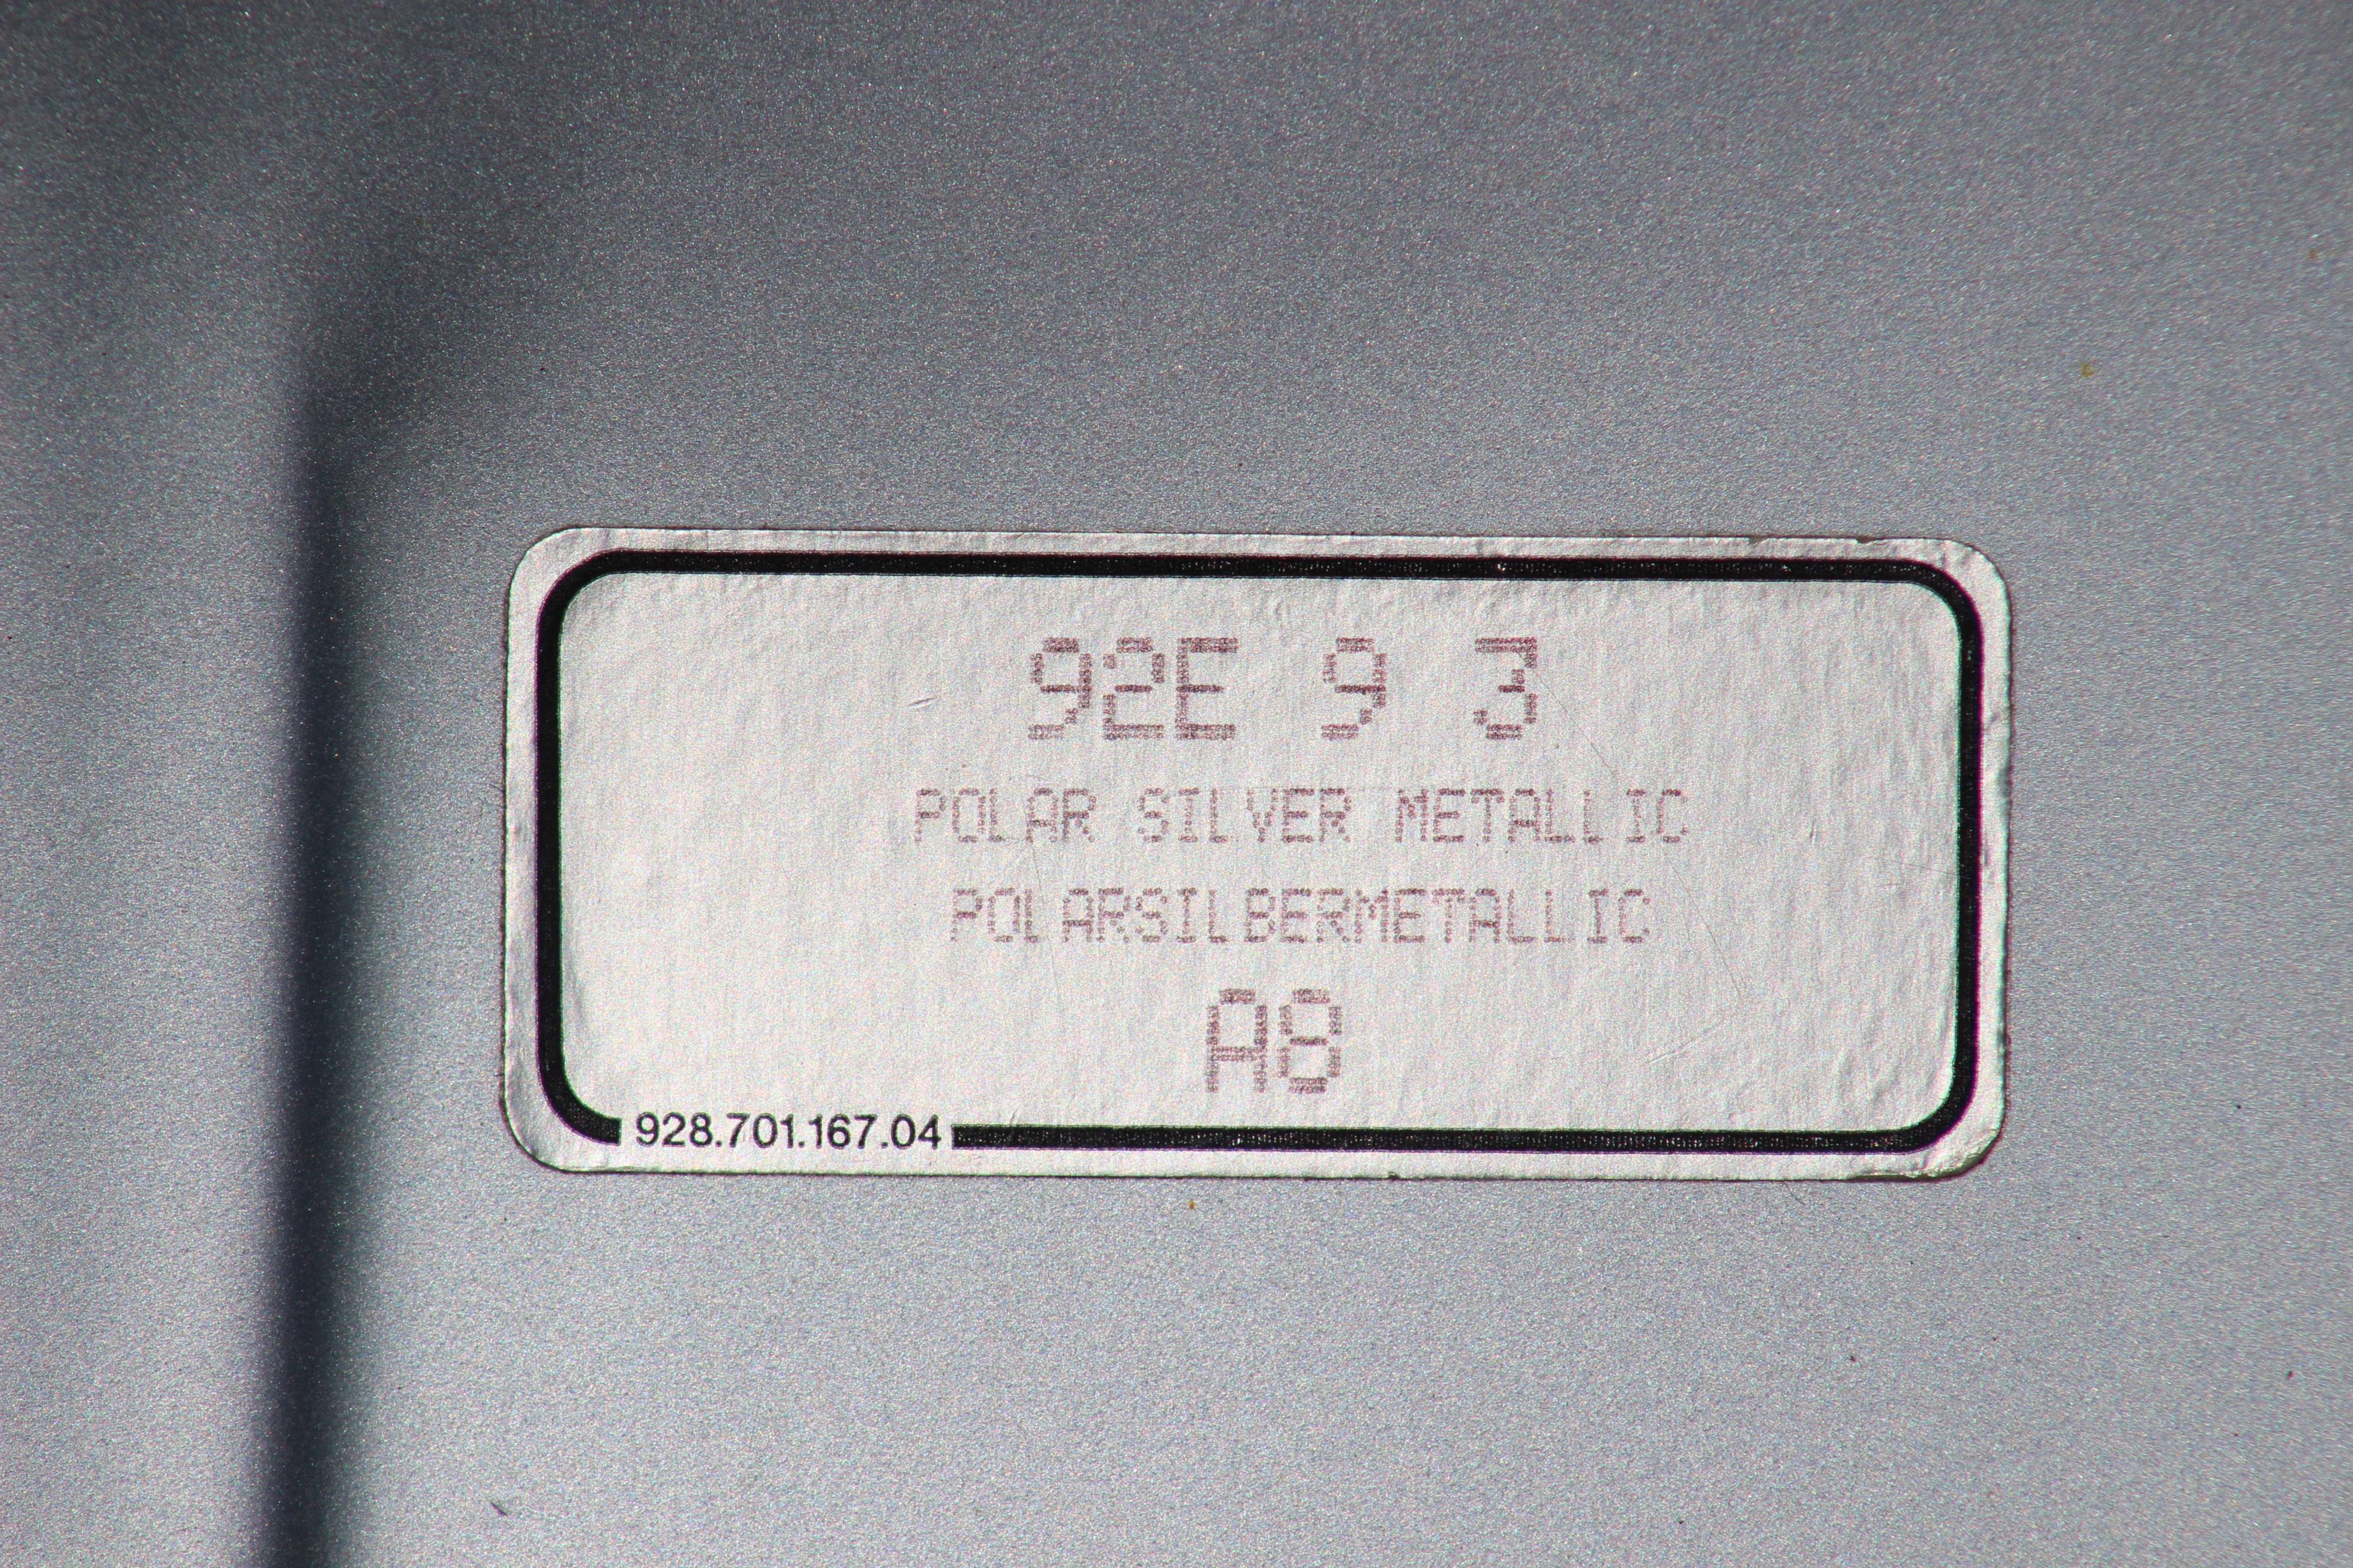 92E 9 3
POLAR SILVER METALLIC
POLARSILBERMETALLIC
A8
928.701.167.04